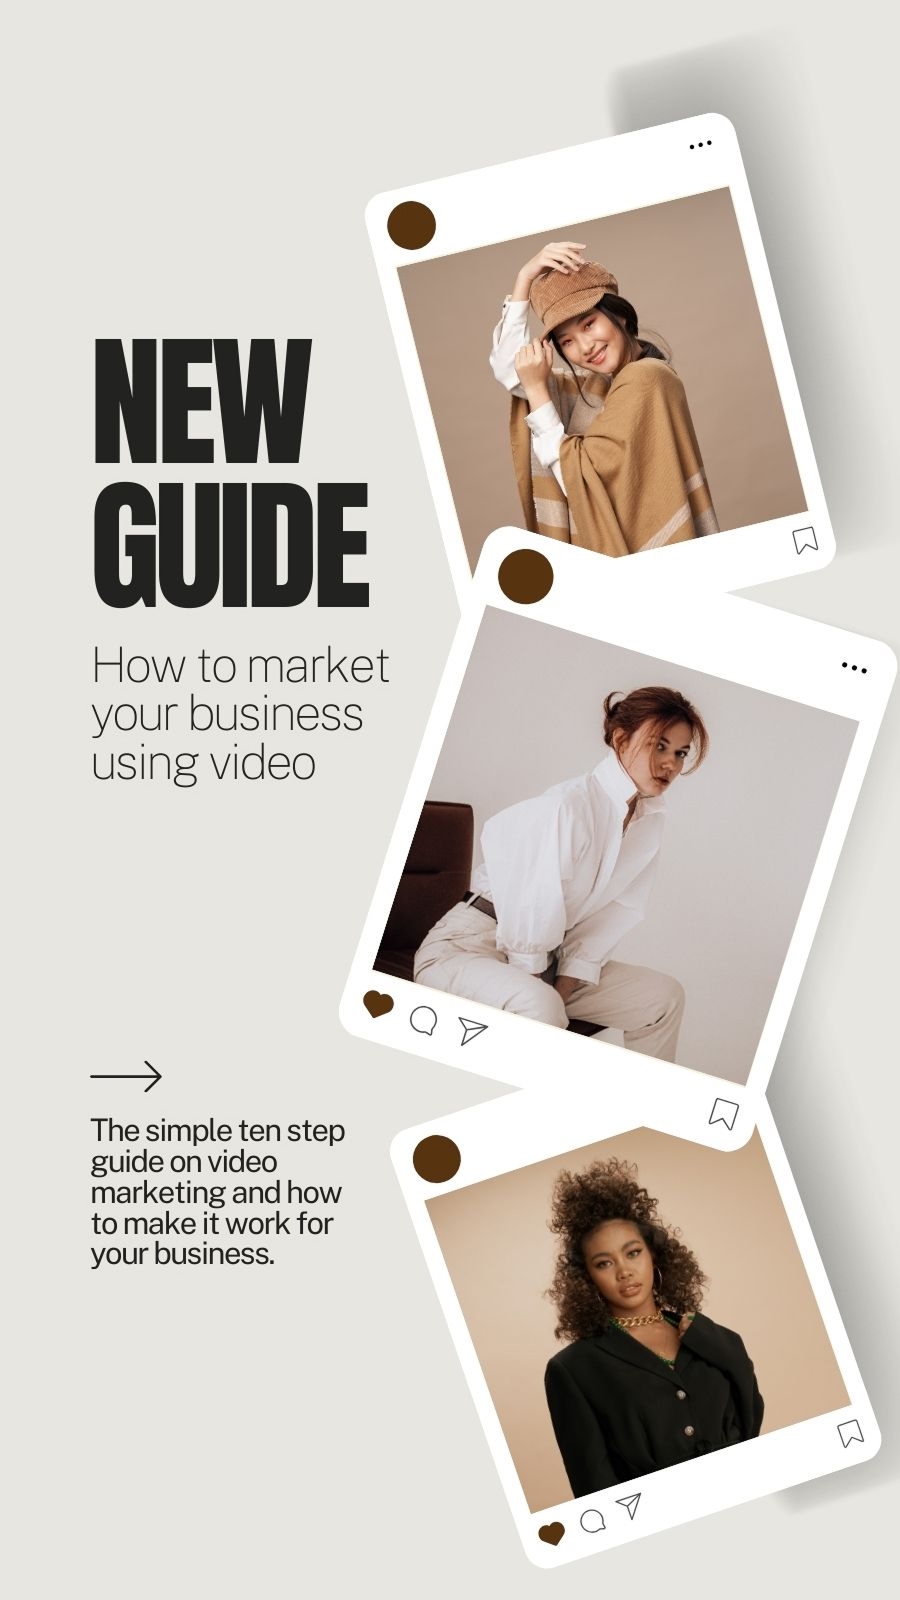 NEW
GUIDE
How to market
your business
using video
The simple ten step
guide on video
marketing and how
to make it work for
your business.